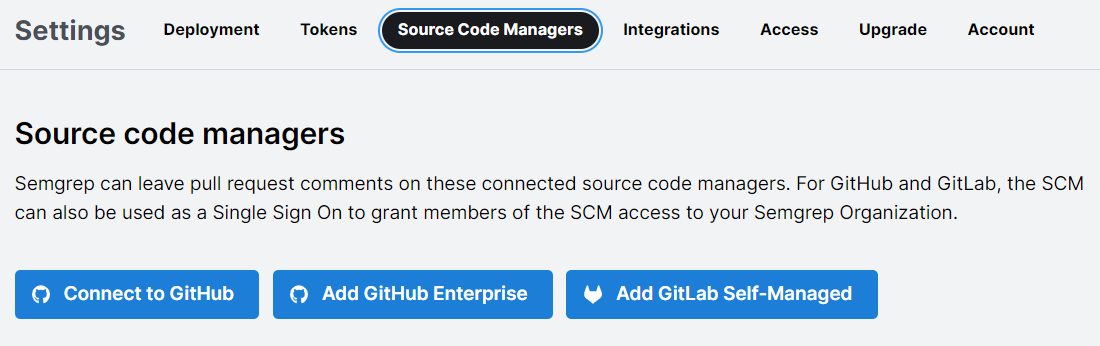 Settings Deployment Tokens Source Code Managers Integrations Access Upgrade Account
Source code managers
Semgrep can leave pull request comments on these connected source code managers. For GitHub and GitLab, the SCM
can also be used as a Single Sign On to grant members of the SCM access to your Semgrep Organization.
Connect to GitHub Add GitHub Enterprise Add GitLab Self-Managed